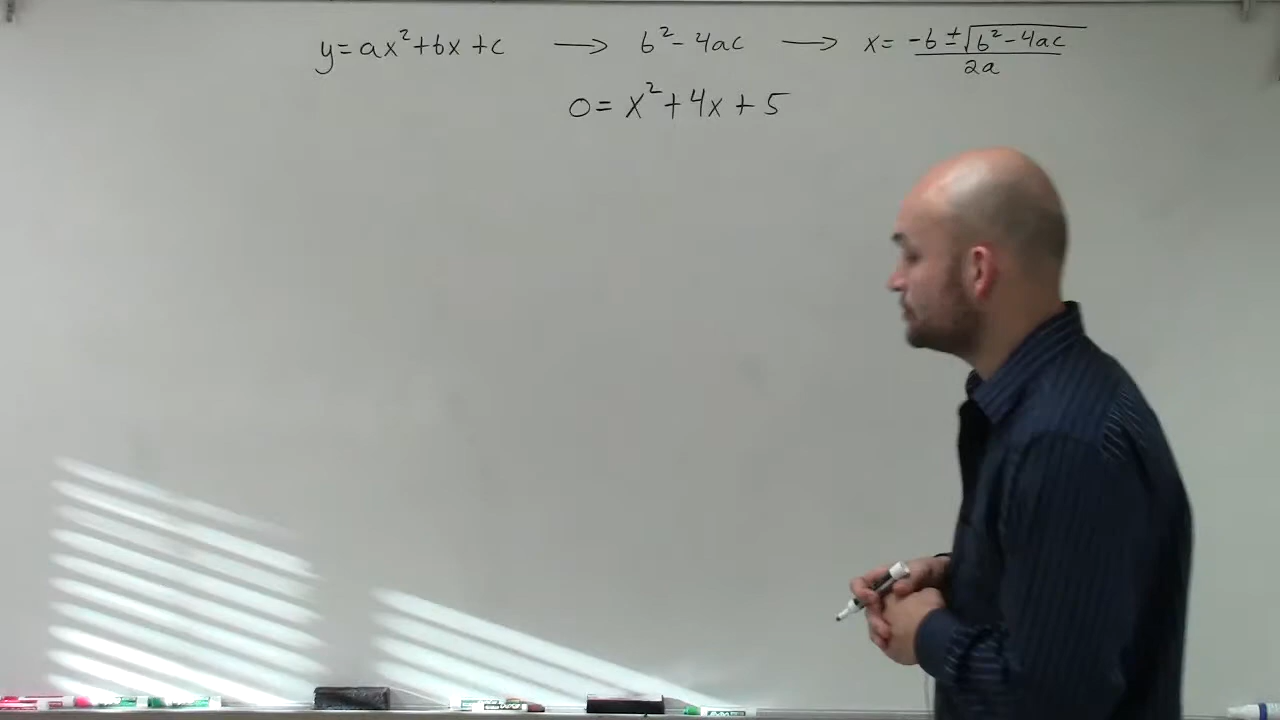 y=ax²+bx+c → b²-4ac → x= -b±√b²-4ac / 2a
0=x²+4x+5